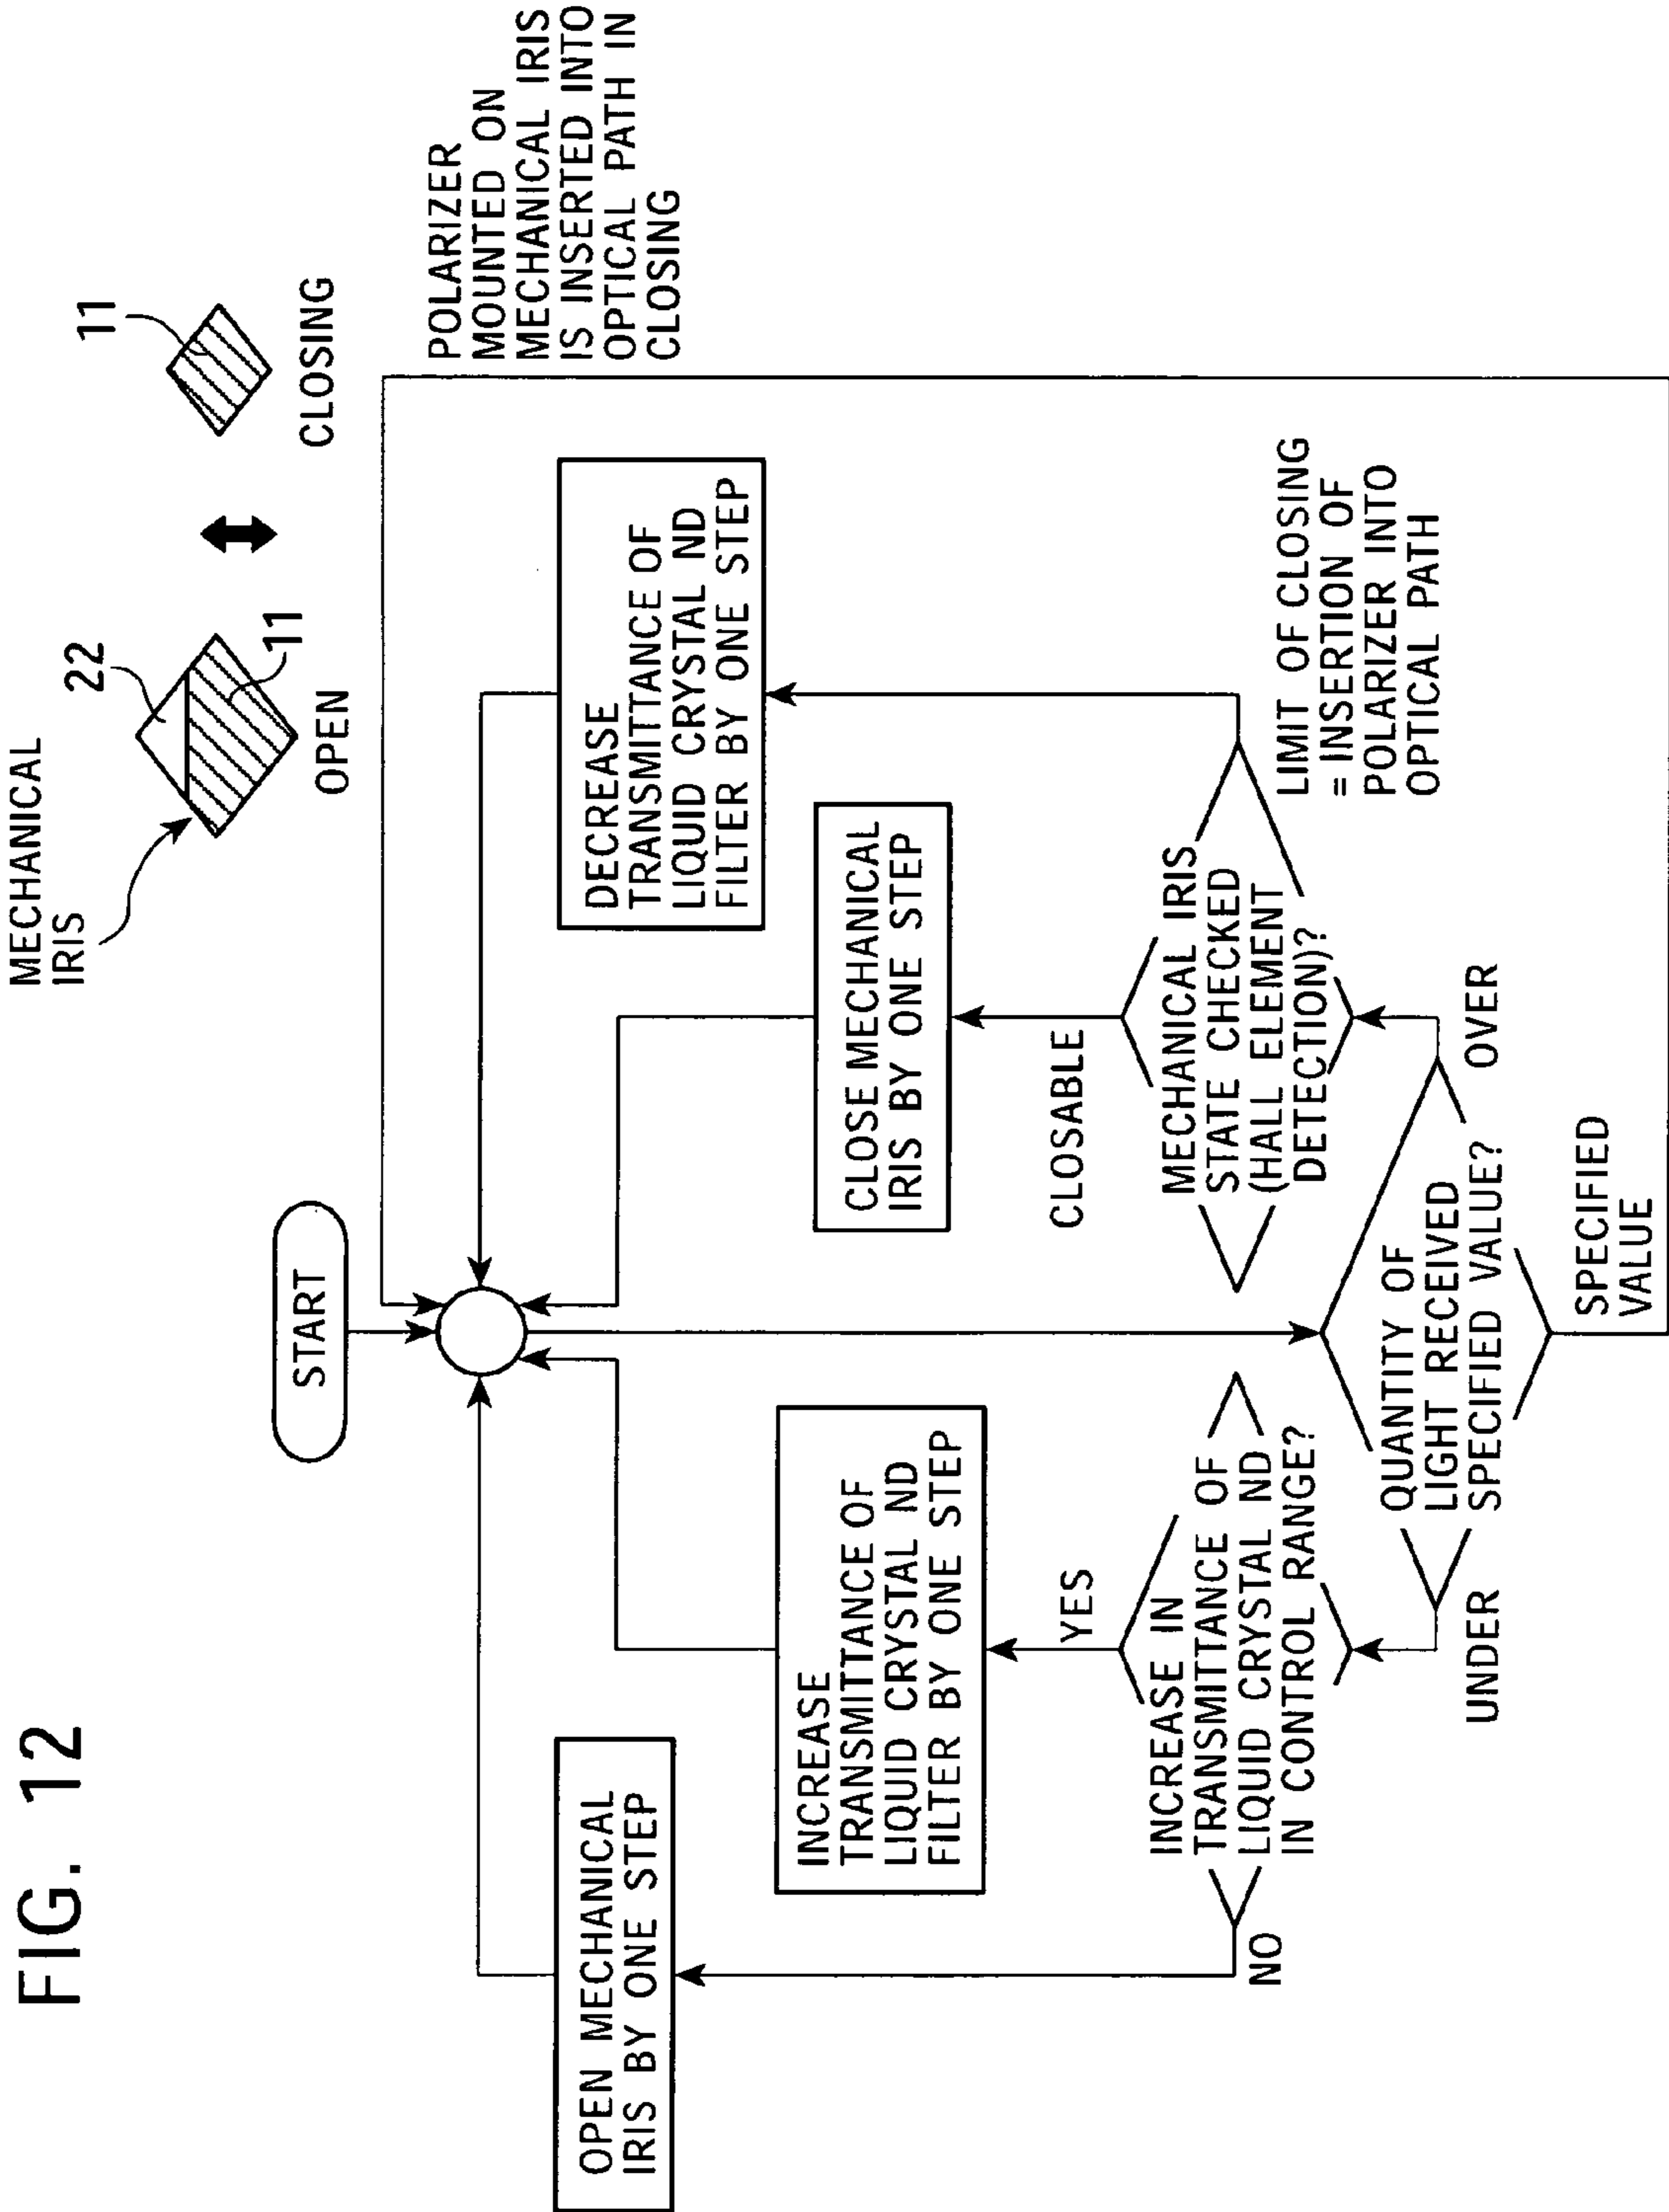 FIG. 12
MECHANICAL
IRIS
22
11
OPEN
11
CLOSING
POLARIZER
MOUNTED ON
MECHANICAL IRIS
IS INSERTED INTO
OPTICAL PATH IN
CLOSING
START
OPEN MECHANICAL
IRIS BY ONE STEP
INCREASE
TRANSMITTANCE OF
LIQUID CRYSTAL ND
FILTER BY ONE STEP
CLOSE MECHANICAL
IRIS BY ONE STEP
DECREASE
TRANSMITTANCE OF
LIQUID CRYSTAL ND
FILTER BY ONE STEP
YES
INCREASE IN
TRANSMITTANCE OF
LIQUID CRYSTAL ND
IN CONTROL RANGE?
NO
CLOSABLE
MECHANICAL IRIS
STATE CHECKED
(HALL ELEMENT
DETECTION)?
LIMIT OF CLOSING
= INSERTION OF
POLARIZER INTO
OPTICAL PATH
UNDER
QUANTITY OF
LIGHT RECEIVED
SPECIFIED VALUE?
OVER
SPECIFIED
VALUE